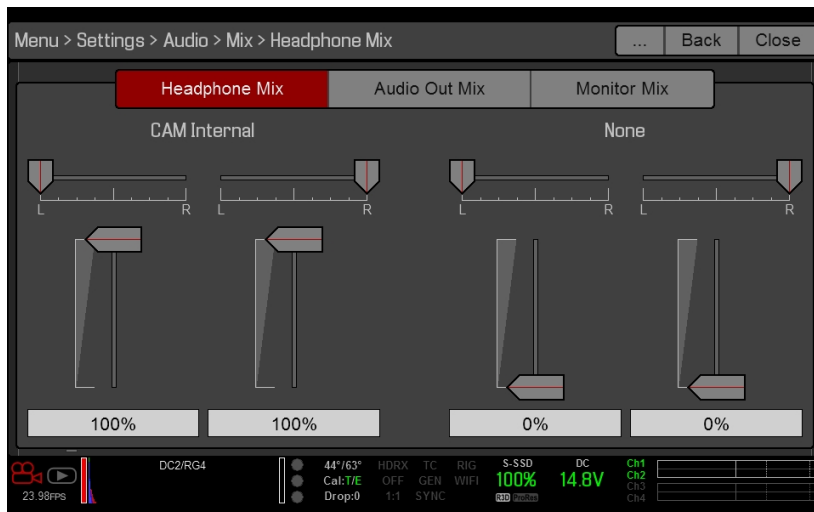 Menu > Settings > Audio > Mix > Headphone Mix
... Back Close
Headphone Mix Audio Out Mix Monitor Mix
CAM Internal None
L R L R L R L R
100% 100% 0% 0%
DC2/RG4 44°/63° HDRX TC RIG S-SSD DC Ch1
Cal:T/E OFF GEN WIFI 100% 14.8V Ch2
23.98FPS Drop:0 1:1 SYNC R3D ProRes Ch3
Ch4